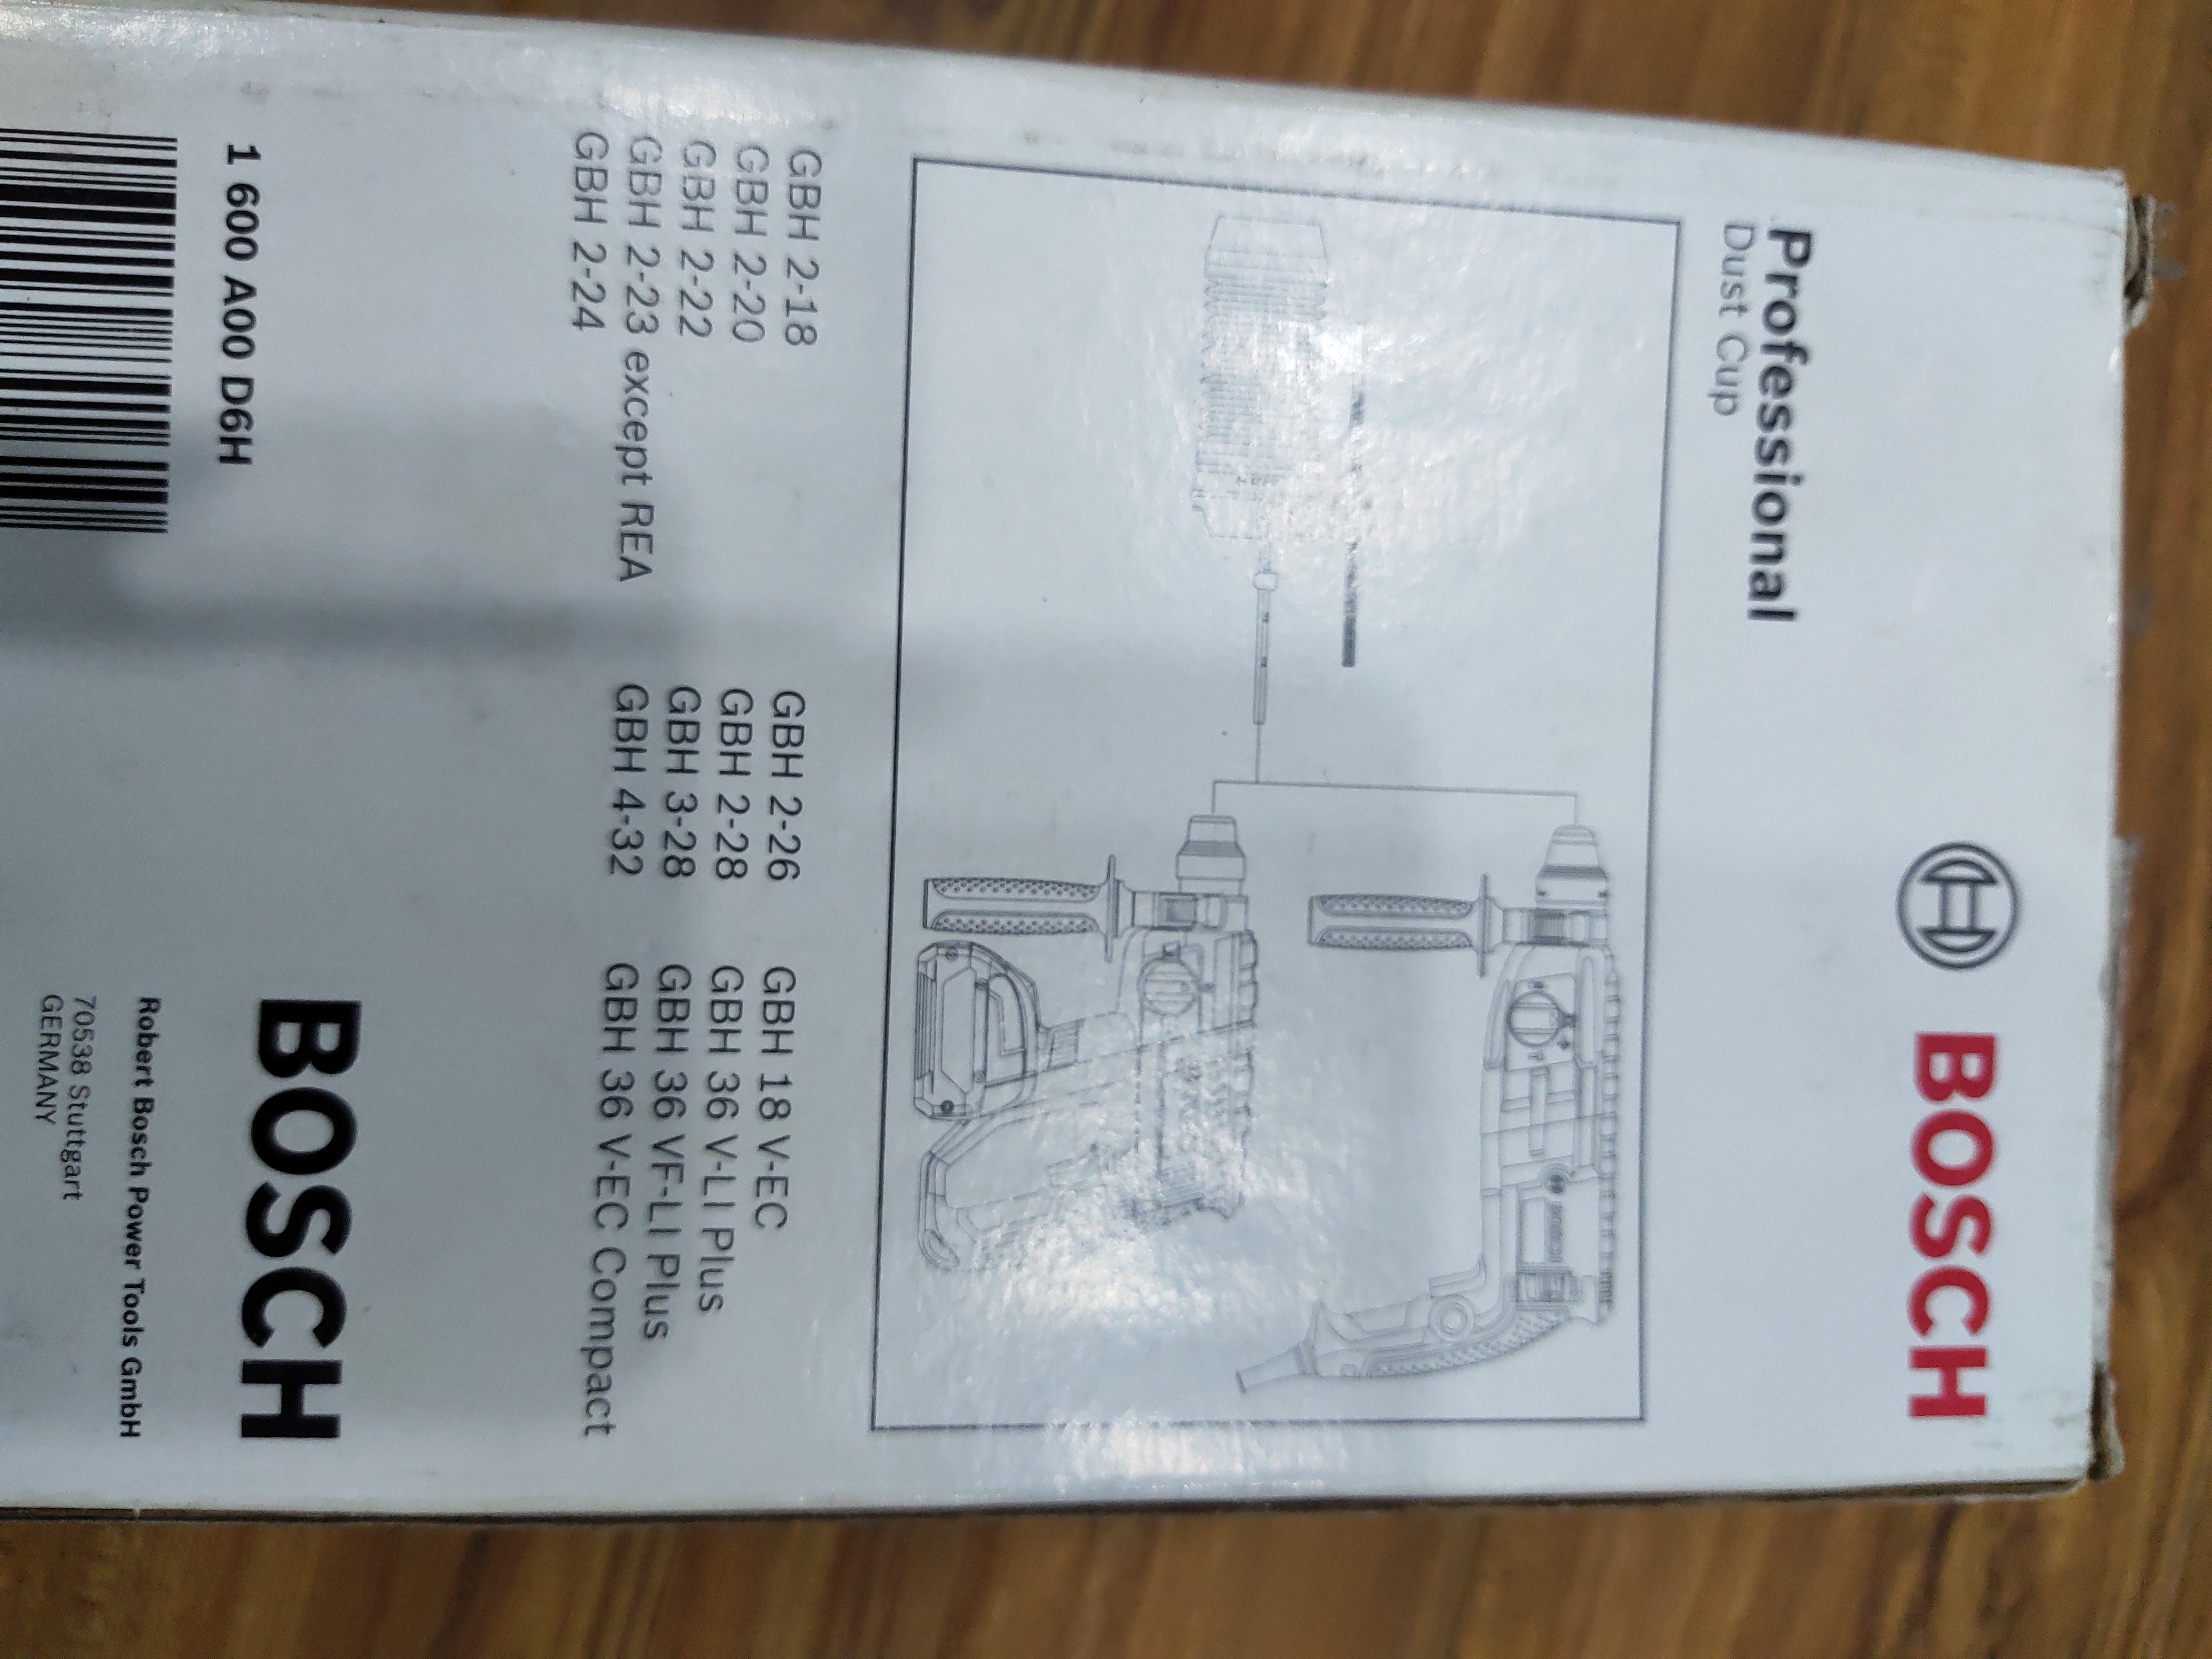 BOSCH
Professional
Dust Cup
BOSCH
GBH 2-18
GBH 2-20
GBH 2-22
GBH 2-23 except REA
GBH 2-24
GBH 2-26
GBH 2-28
GBH 3-28
GBH 4-32
GBH 18 V-EC
GBH 36 V-LI Plus
GBH 36 VF-LI Plus
GBH 36 V-EC Compact
1 600 A00 D6H
BOSCH
Robert Bosch Power Tools GmbH
70538 Stuttgart
GERMANY